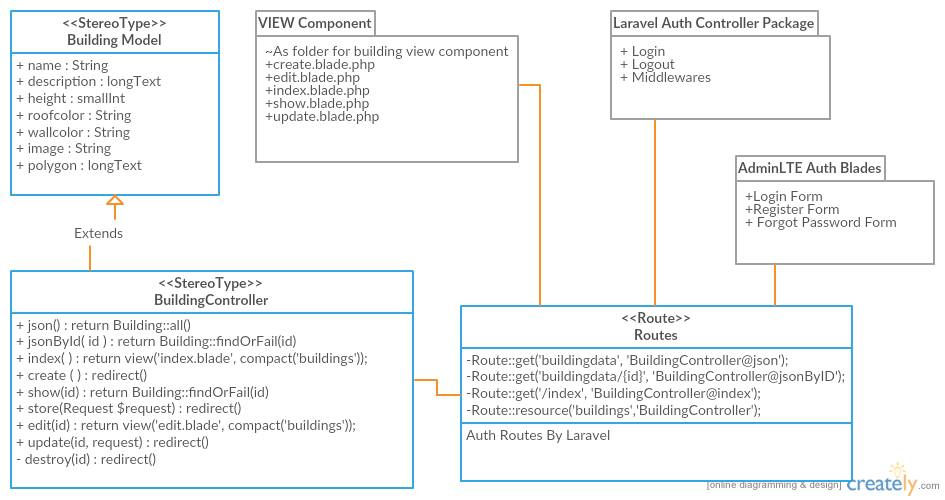 <<StereoType>>
Building Model
+ name : String
+ description : longText
+ height : smallInt
+ roofcolor : String
+ wallcolor : String
+ image : String
+ polygon : longText
VIEW Component
~As folder for building view component
+create.blade.php
+edit.blade.php
+index.blade.php
+show.blade.php
+update.blade.php
Laravel Auth Controller Package
+ Login
+ Logout
+ Middlewares
AdminLTE Auth Blades
+Login Form
+Register Form
+ Forgot Password Form
Extends
<<StereoType>>
BuildingController
+ json() : return Building::all()
+ jsonById( id ) : return Building::findOrFail(id)
+ index( ) : return view('index.blade', compact('buildings'));
+ create ( ) : redirect()
+ show(id) : return Building::findOrFail(id)
+ store(Request $request) : redirect()
+ edit(id) : return view('edit.blade', compact('buildings'));
+ update(id, request) : redirect()
- destroy(id) : redirect()
<<Route>>
Routes
-Route::get('buildingdata', 'BuildingController@json');
-Route::get('buildingdata/{id}', 'BuildingController@jsonByID');
-Route::get('/index', 'BuildingController@index');
-Route::resource('buildings','BuildingController');
Auth Routes By Laravel
[online diagramming & design] creately.com